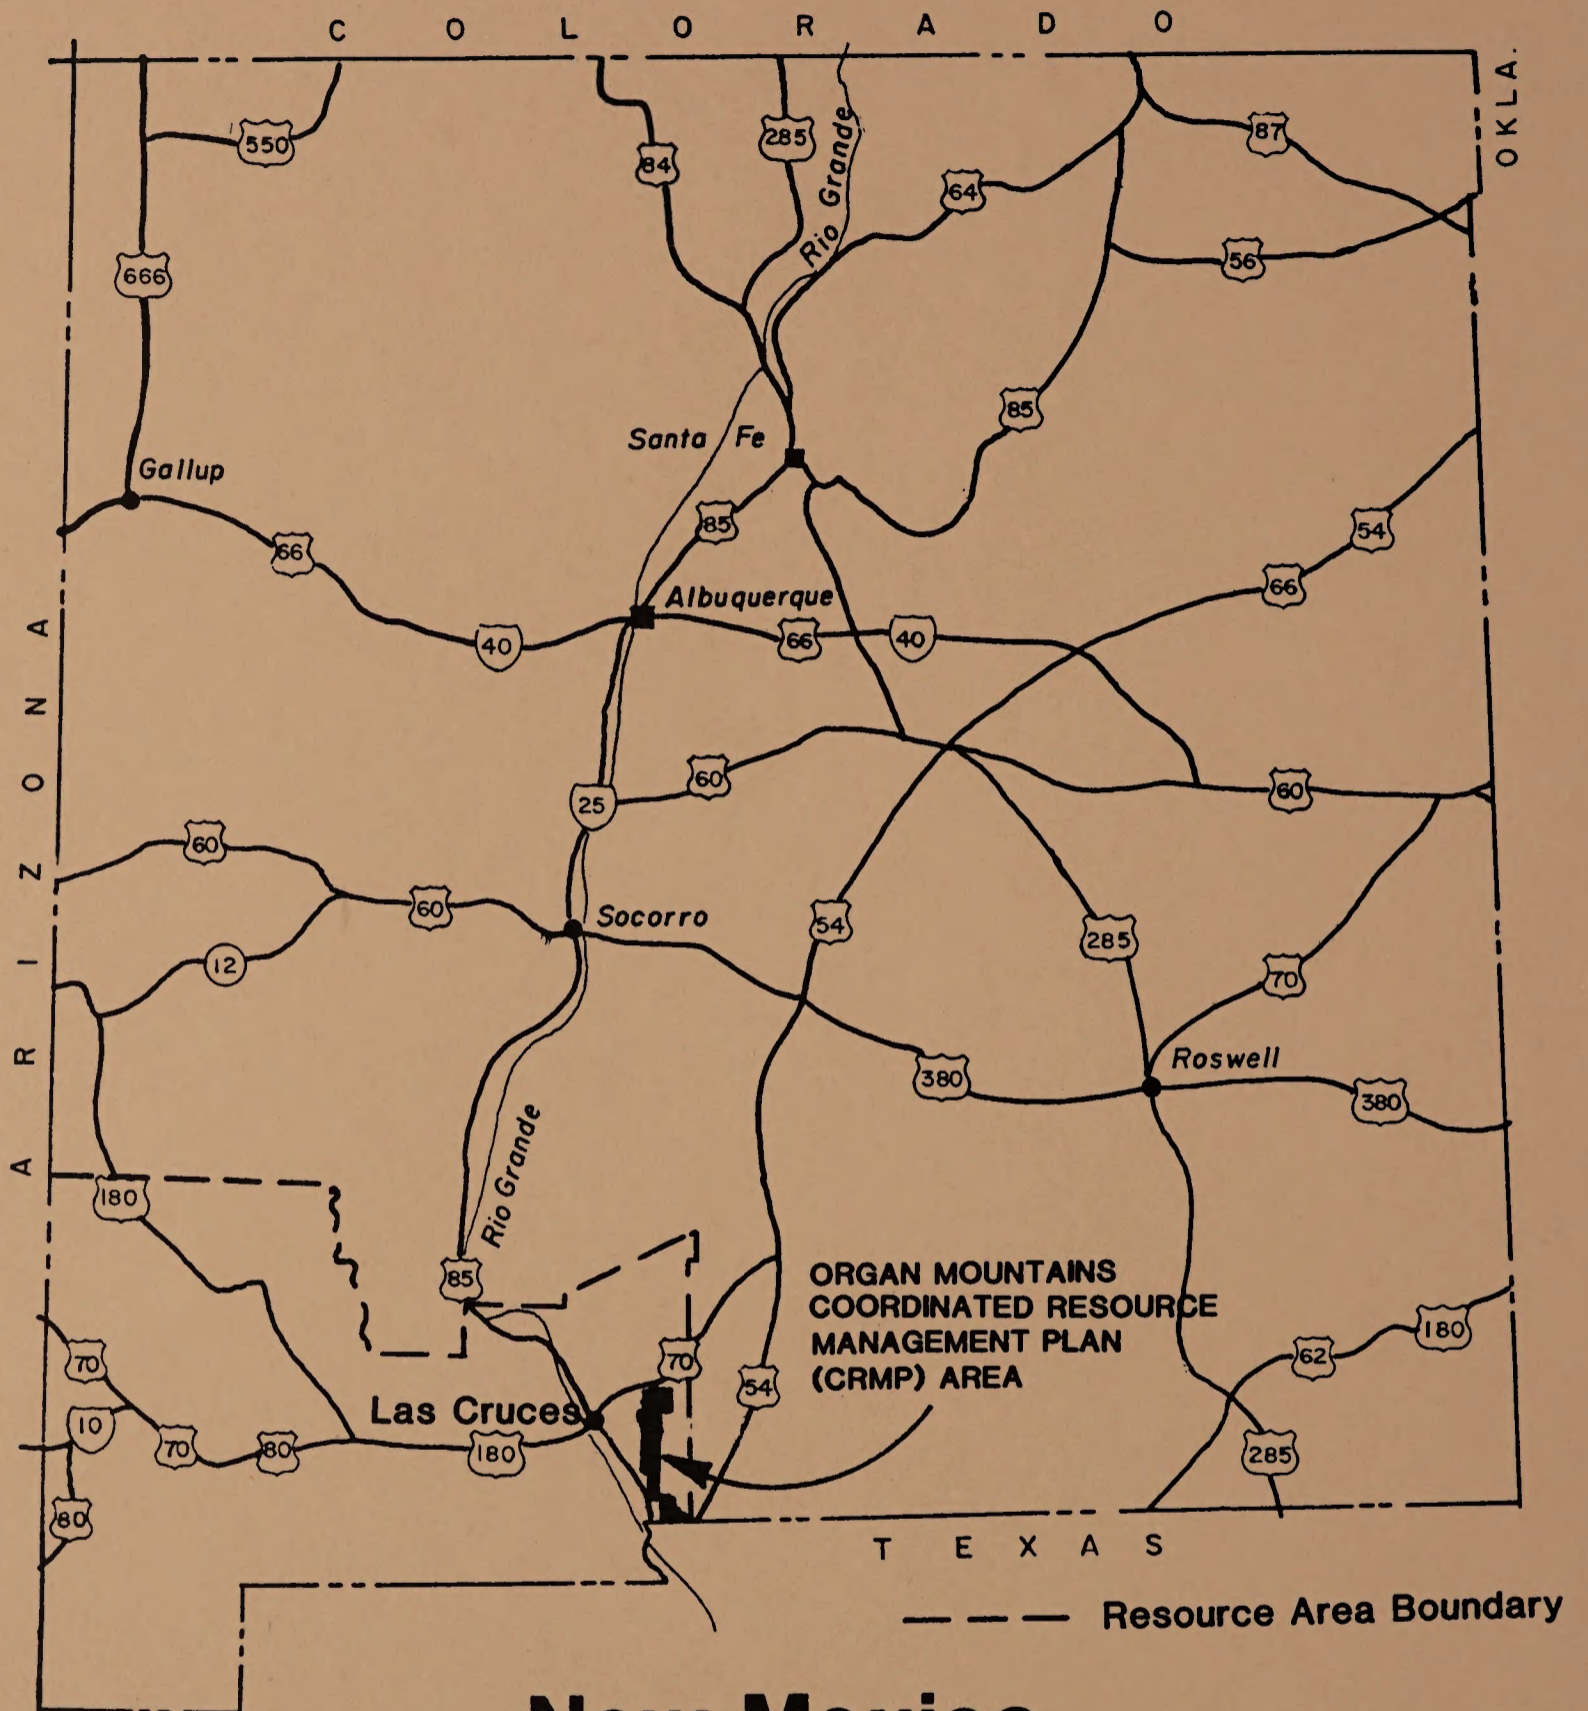 C O L O R A D O
OKLA.
550
84
285
Rio Grande
87
64
666
56
85
Santa Fe
Gallup
85
54
66
66
Albuquerque
40
66
40
60
25
60
A R I Z O N A
60
60
Socorro
54
285
12
70
Roswell
380
380
180
Rio Grande
85
ORGAN MOUNTAINS
COORDINATED RESOURCE
MANAGEMENT PLAN
(CRMP) AREA
70
70
54
62
180
Las Cruces
10
70
80
180
285
80
T E X A S
Resource Area Boundary
New Mexico